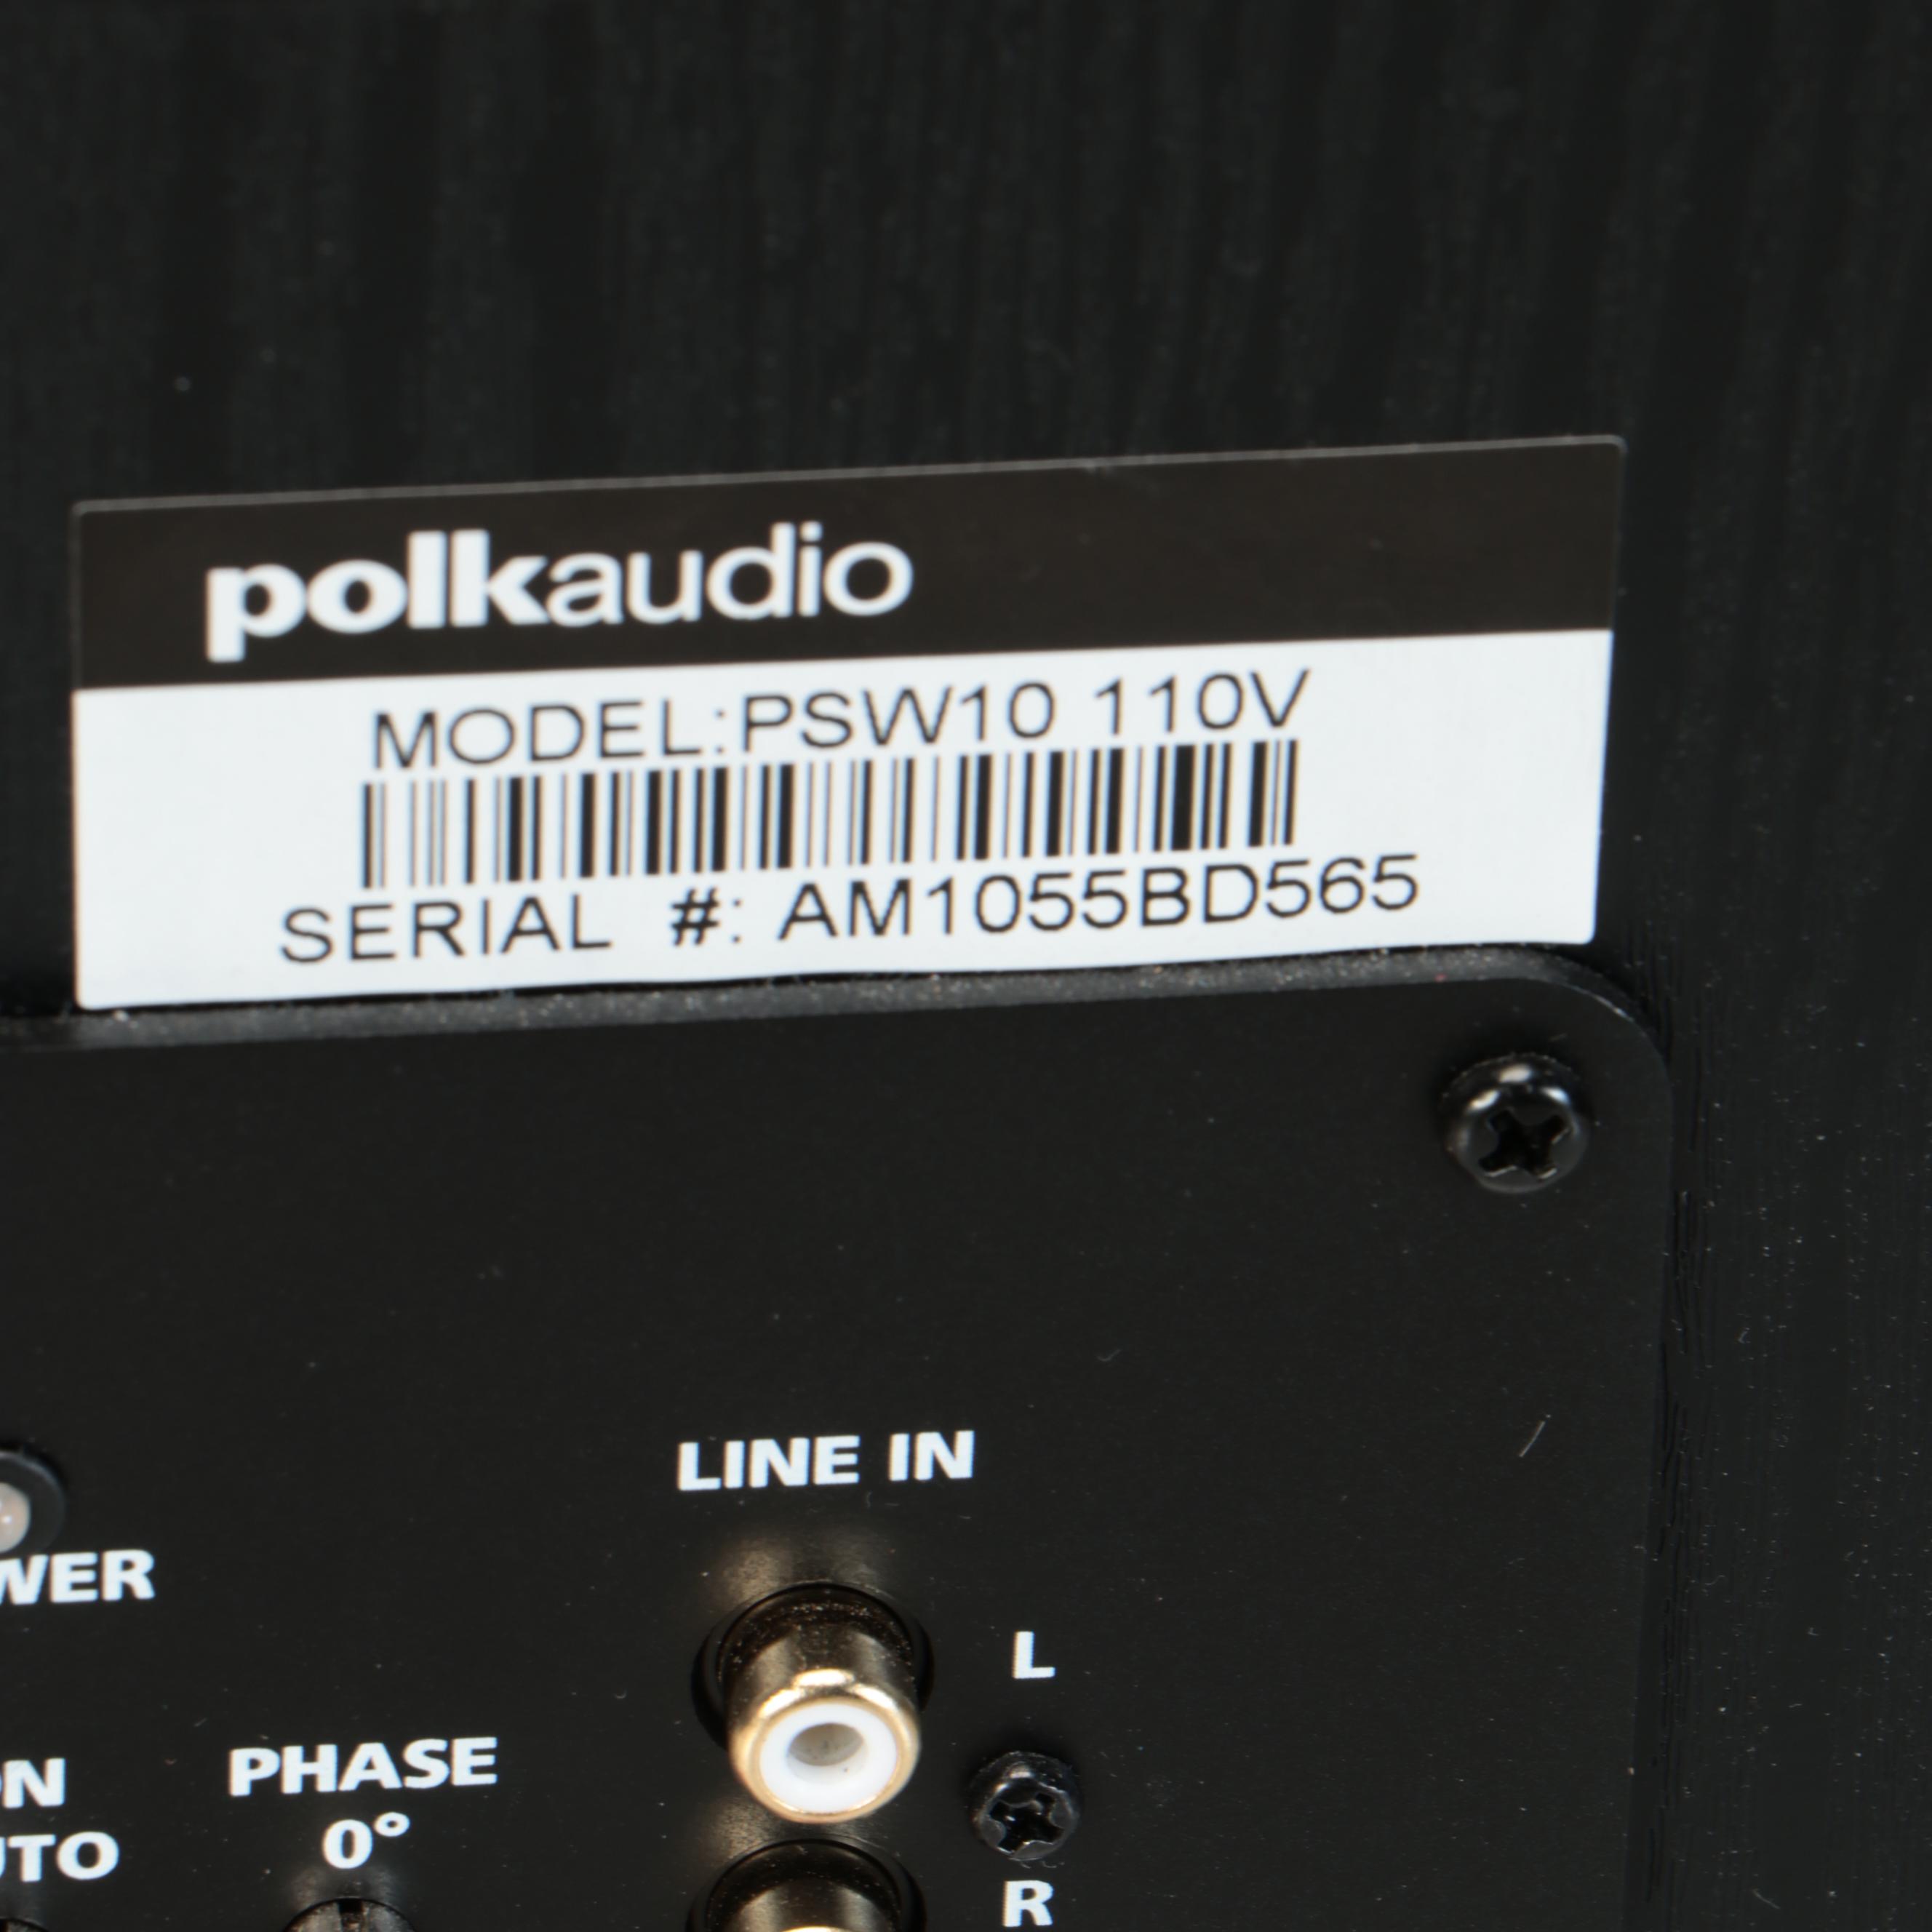 polkaudio
MODEL:PSW10 110V
SERIAL #: AM1055BD565
LINE IN
WER
L
ON
UTO
PHASE
0°
R